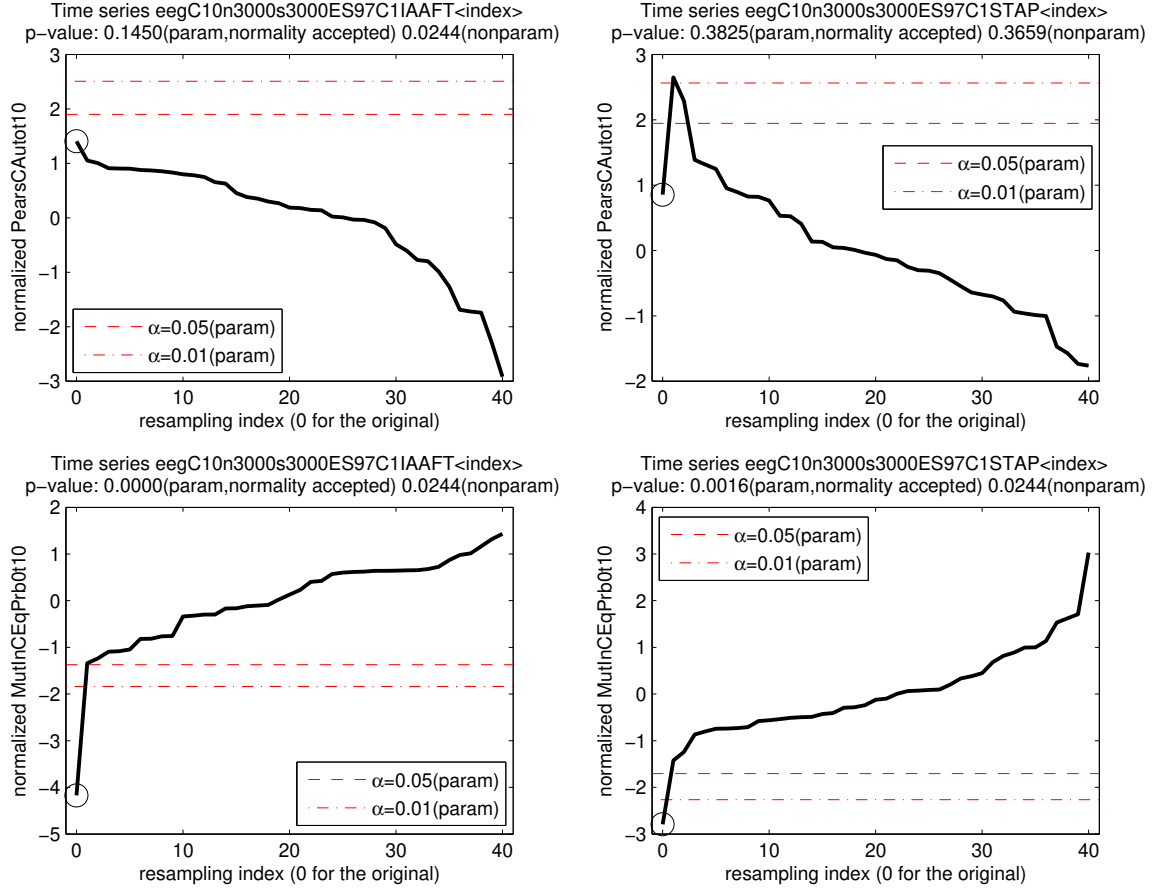 Time series eegC10n3000s3000ES97C1IAAFT<index>
p−value: 0.1450(param,normality accepted) 0.0244(nonparam)
3
2
1
0
−1
−2
−3
normalized PearsCAutot10
α=0.05(param)
α=0.01(param)
0 10 20 30 40
resampling index (0 for the original)
Time series eegC10n3000s3000ES97C1STAP<index>
p−value: 0.3825(param,normality accepted) 0.3659(nonparam)
3
2
1
0
−1
−2
normalized PearsCAutot10
α=0.05(param)
α=0.01(param)
0 10 20 30 40
resampling index (0 for the original)
Time series eegC10n3000s3000ES97C1IAAFT<index>
p−value: 0.0000(param,normality accepted) 0.0244(nonparam)
2
1
0
−1
−2
−3
−4
−5
normalized MutInCEqPrb0t10
α=0.05(param)
α=0.01(param)
0 10 20 30 40
resampling index (0 for the original)
Time series eegC10n3000s3000ES97C1STAP<index>
p−value: 0.0016(param,normality accepted) 0.0244(nonparam)
4
3
2
1
0
−1
−2
−3
normalized MutInCEqPrb0t10
α=0.05(param)
α=0.01(param)
0 10 20 30 40
resampling index (0 for the original)